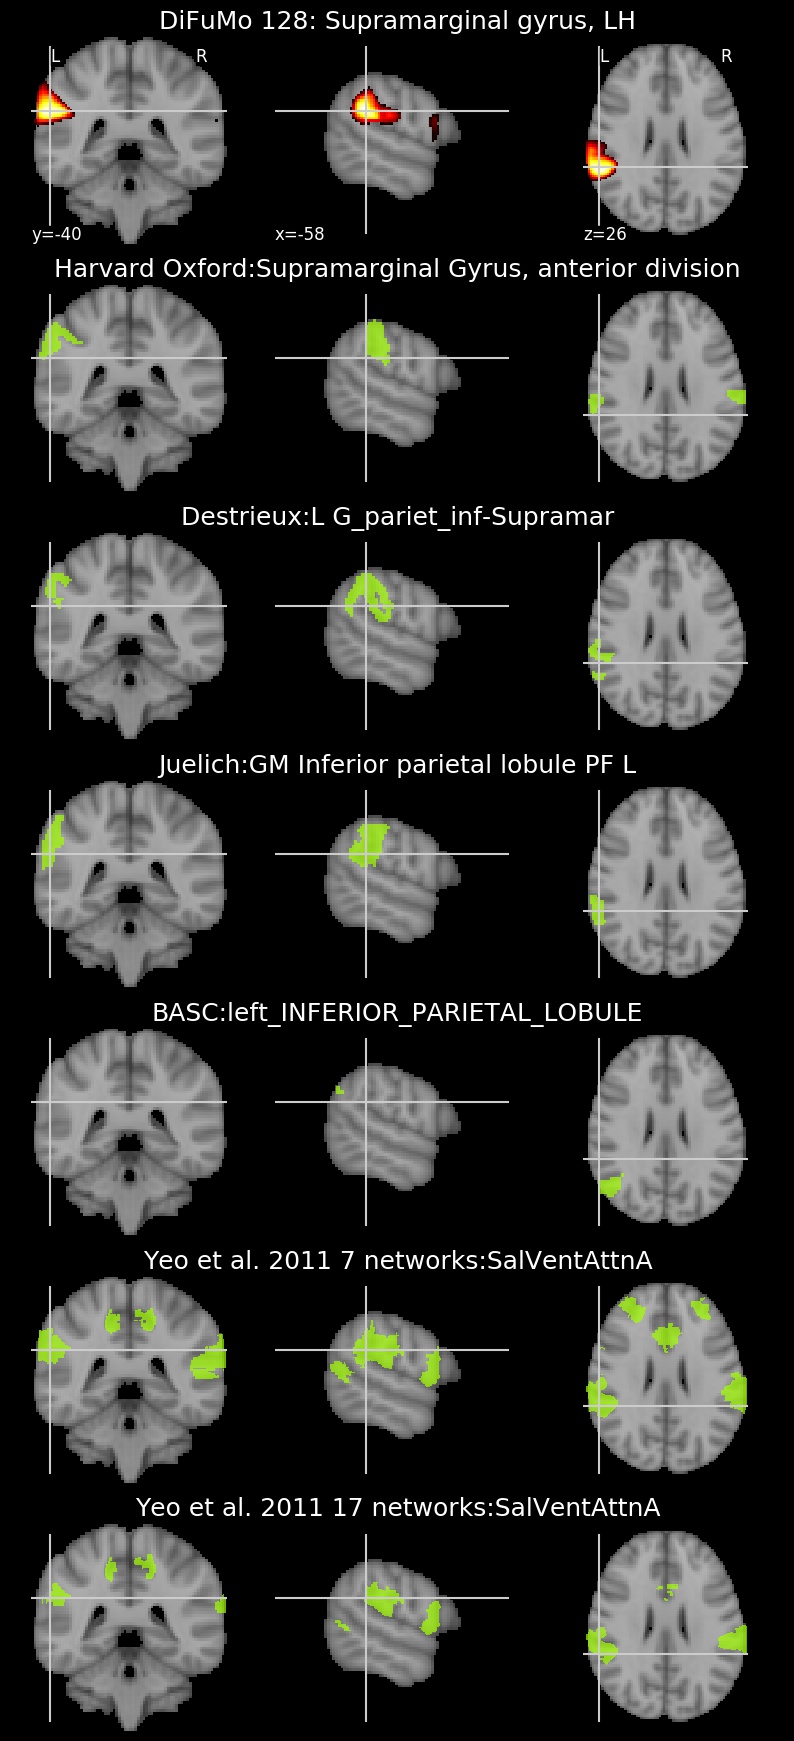 DiFuMo 128: Supramarginal gyrus, LH
L R L R
y=-40 x=-58 z=26
Harvard Oxford:Supramarginal Gyrus, anterior division
Destrieux:L G_pariet_inf-Supramar
Juelich:GM Inferior parietal lobule PF L
BASC:left_INFERIOR_PARIETAL_LOBULE
Yeo et al. 2011 7 networks:SalVentAttnA
Yeo et al. 2011 17 networks:SalVentAttnA